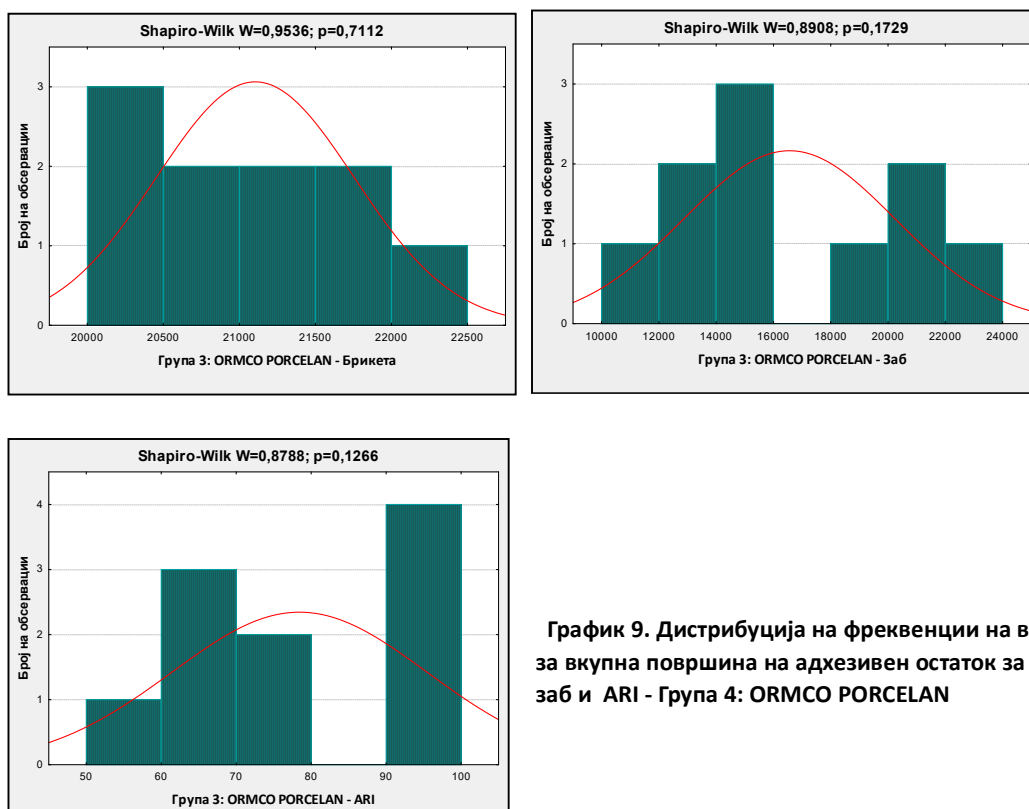 Shapiro-Wilk W=0,9536; p=0,7112
Број на обсервации
3
2
1
0
20000 20500 21000 21500 22000 22500
Група 3: ORMCO PORCELAN - Брикета
Shapiro-Wilk W=0,8908; p=0,1729
Број на обсервации
3
2
1
0
10000 12000 14000 16000 18000 20000 22000 24000
Група 3: ORMCO PORCELAN - Заб
Shapiro-Wilk W=0,8788; p=0,1266
Број на обсервации
4
3
2
1
0
50 60 70 80 90 100
Група 3: ORMCO PORCELAN - ARI
График 9. Дистрибуција на фреквенции на
за вкупна површина на адхезивен остаток за
заб и ARI - Група 4: ORMCO PORCELAN